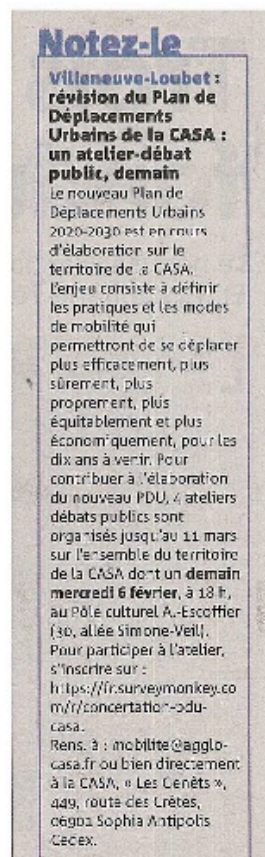 Notez-le
Villeneuve-Loubet :
révision du Plan de
Déplacements
Urbains de la CASA :
un atelier-débat
public, demain
Le nouveau Plan de
Déplacements Urbains
2020-2030 est en cours
d'élaboration sur le
territoire de la CASA.
L'enjeu consiste à définir
les pratiques et les modes
de mobilité qui
permettront de se déplacer
plus efficacement, plus
sûrement, plus
proprement, plus
équitablement et plus
économiquement, pour les
dix ans à venir. Pour
contribuer à l'élaboration
du nouveau PDU, 4 ateliers
débats publics sont
organisés jusqu'au 11 mars
sur l'ensemble du territoire
de la CASA dont un demain
mercredi 6 février, à 18 h,
au Pôle culturel A.-Escoffier
(30, allée Simone-Veil).
Pour participer à l'atelier,
s'inscrire sur :
https://fr.surveymonkey.co
m/r/concertation-pdu-
casa.
Rens. à : mobilite@agglo-
casa.fr ou bien directement
à la CASA, « Les Genêts »,
449, route des Crêtes,
06901 Sophia Antipolis
Cedex.